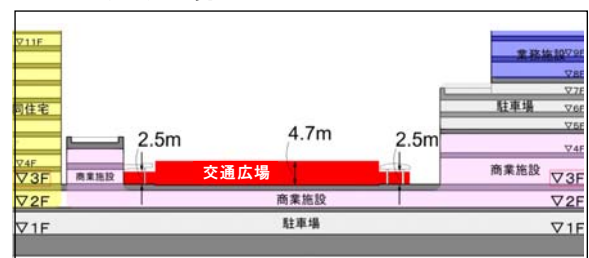 ▽11F
同住宅
▽4F
▽3F
▽2F
▽1F
商業施設
2.5m
4.7m
2.5m
交通広場
商業施設
駐車場
業務施設
▽9F
▽8F
▽7F
駐車場
▽6F
▽5F
▽4F
商業施設
▽3F
▽2F
▽1F